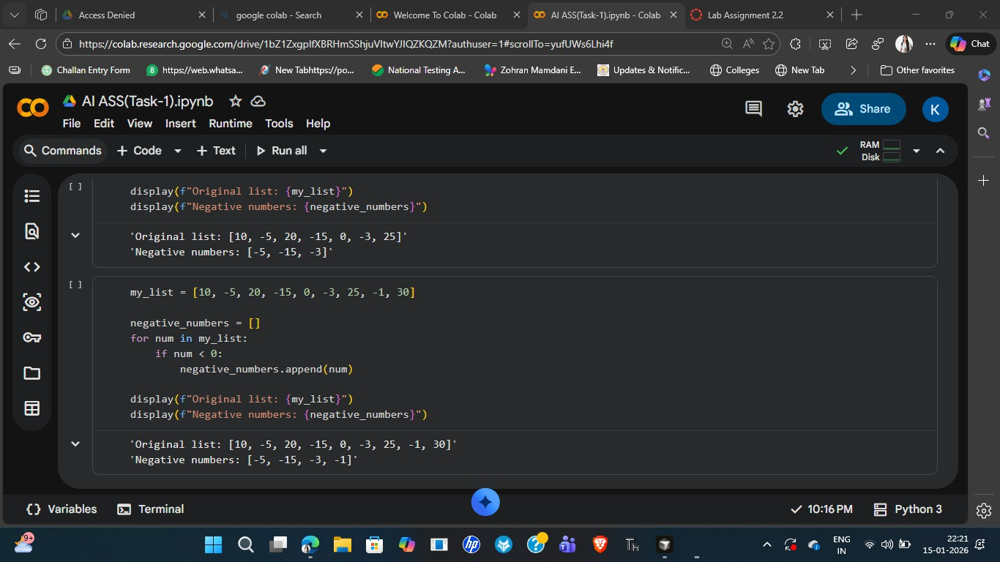 Access Denied
google colab - Search
Welcome To Colab - Colab
AI ASS(Task-1).ipynb - Colab
Lab Assignment 2.2
https://colab.research.google.com/drive/1bZ1ZxgpIfXBRHmSShjuVItwYJIQZKQZM?authuser=1#scrollTo=yufUWs6Lhi4f
Chat
Challan Entry Form
8 https://web.whatsa...
New Tabhttps://po...
National Testing A...
Zohran Mamdani E...
Updates & Notific...
Colleges
New Tab
Other favorites
AI ASS(Task-1).ipynb
Share
K
File Edit View Insert Runtime Tools Help
Commands + Code + Text Run all
RAM
Disk
[ ]
display(f"Original list: {my_list}")
display(f"Negative numbers: {negative_numbers}")
'Original list: [10, -5, 20, -15, 0, -3, 25]'
'Negative numbers: [-5, -15, -3]'
[ ]
my_list = [10, -5, 20, -15, 0, -3, 25, -1, 30]
negative_numbers = []
for num in my_list:
    if num < 0:
        negative_numbers.append(num)
display(f"Original list: {my_list}")
display(f"Negative numbers: {negative_numbers}")
'Original list: [10, -5, 20, -15, 0, -3, 25, -1, 30]'
'Negative numbers: [-5, -15, -3, -1]'
{} Variables
Terminal
10:16 PM
Python 3
9+
hp
Th
ENG
IN
22:21
15-01-2026